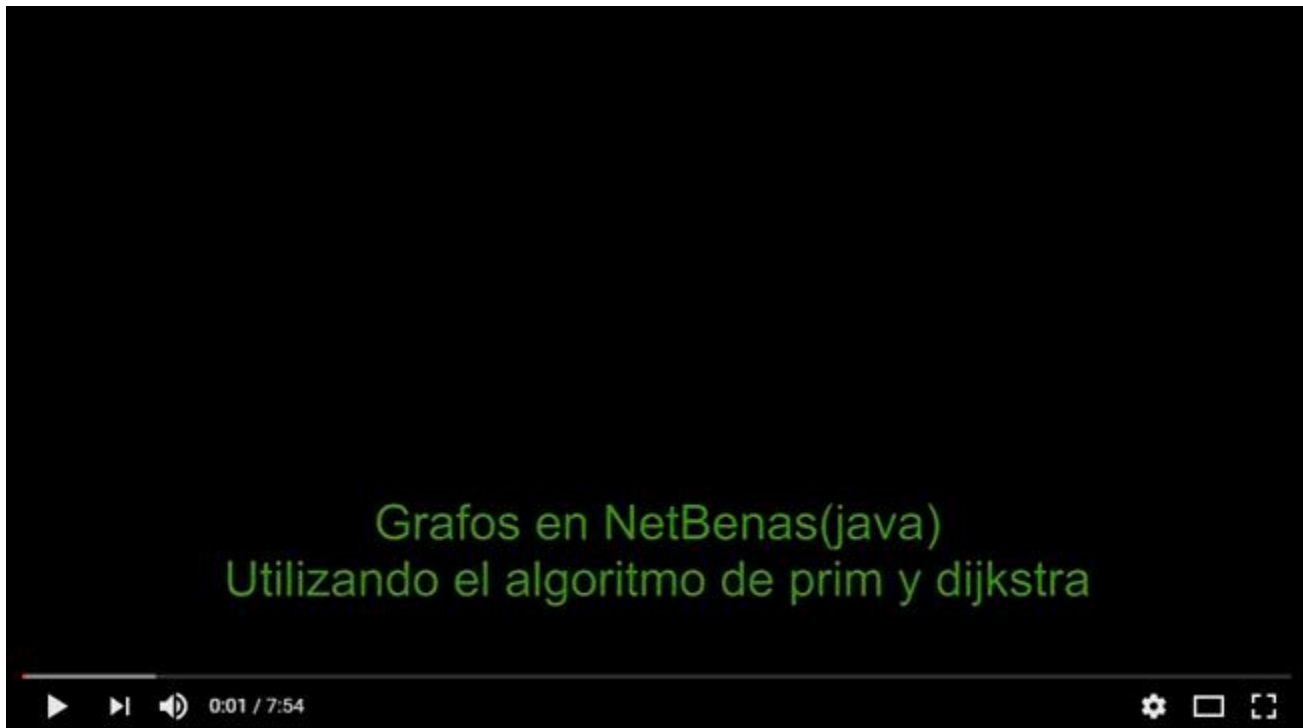 Grafos en NetBenas(java)
Utilizando el algoritmo de prim y dijkstra
0:01 / 7:54